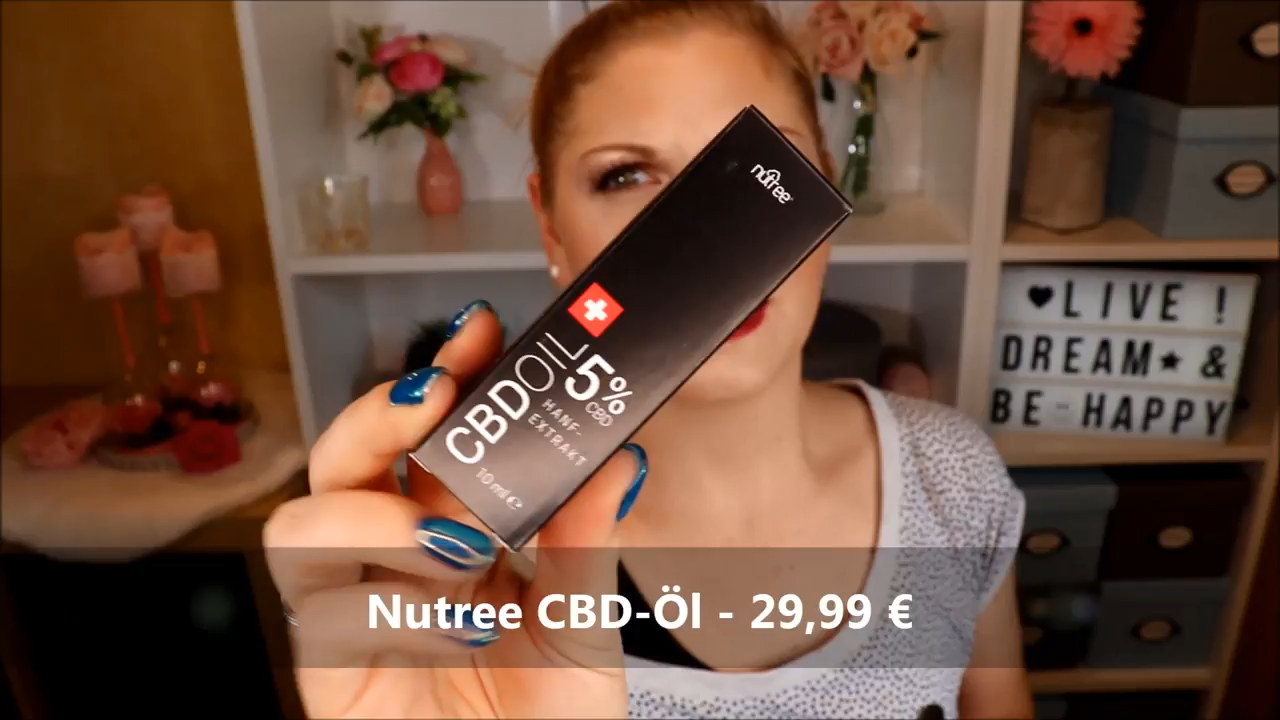 nutree
CBDOIL
5%
CBD
HANF-
EXTRAKT
10 ml e
LIVE !
DREAM ★ &
BE - HAPPY
Nutree CBD-Öl - 29,99 €